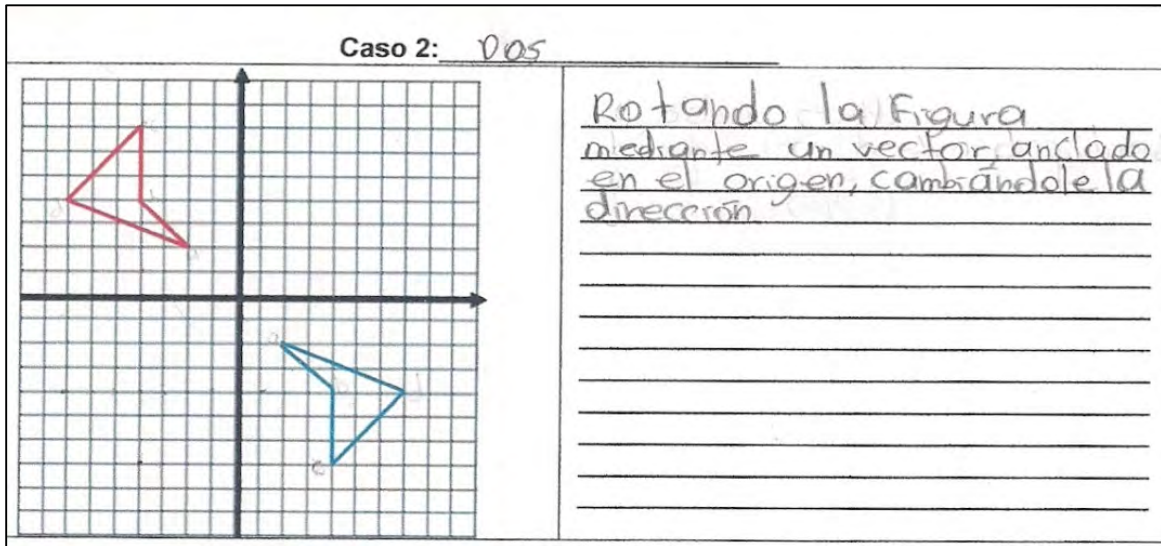 Caso 2: Dos
Rotando la Figura
mediante un vector, anclado
en el origen, cambiándole la
dirección
d
a
a
b
d
c